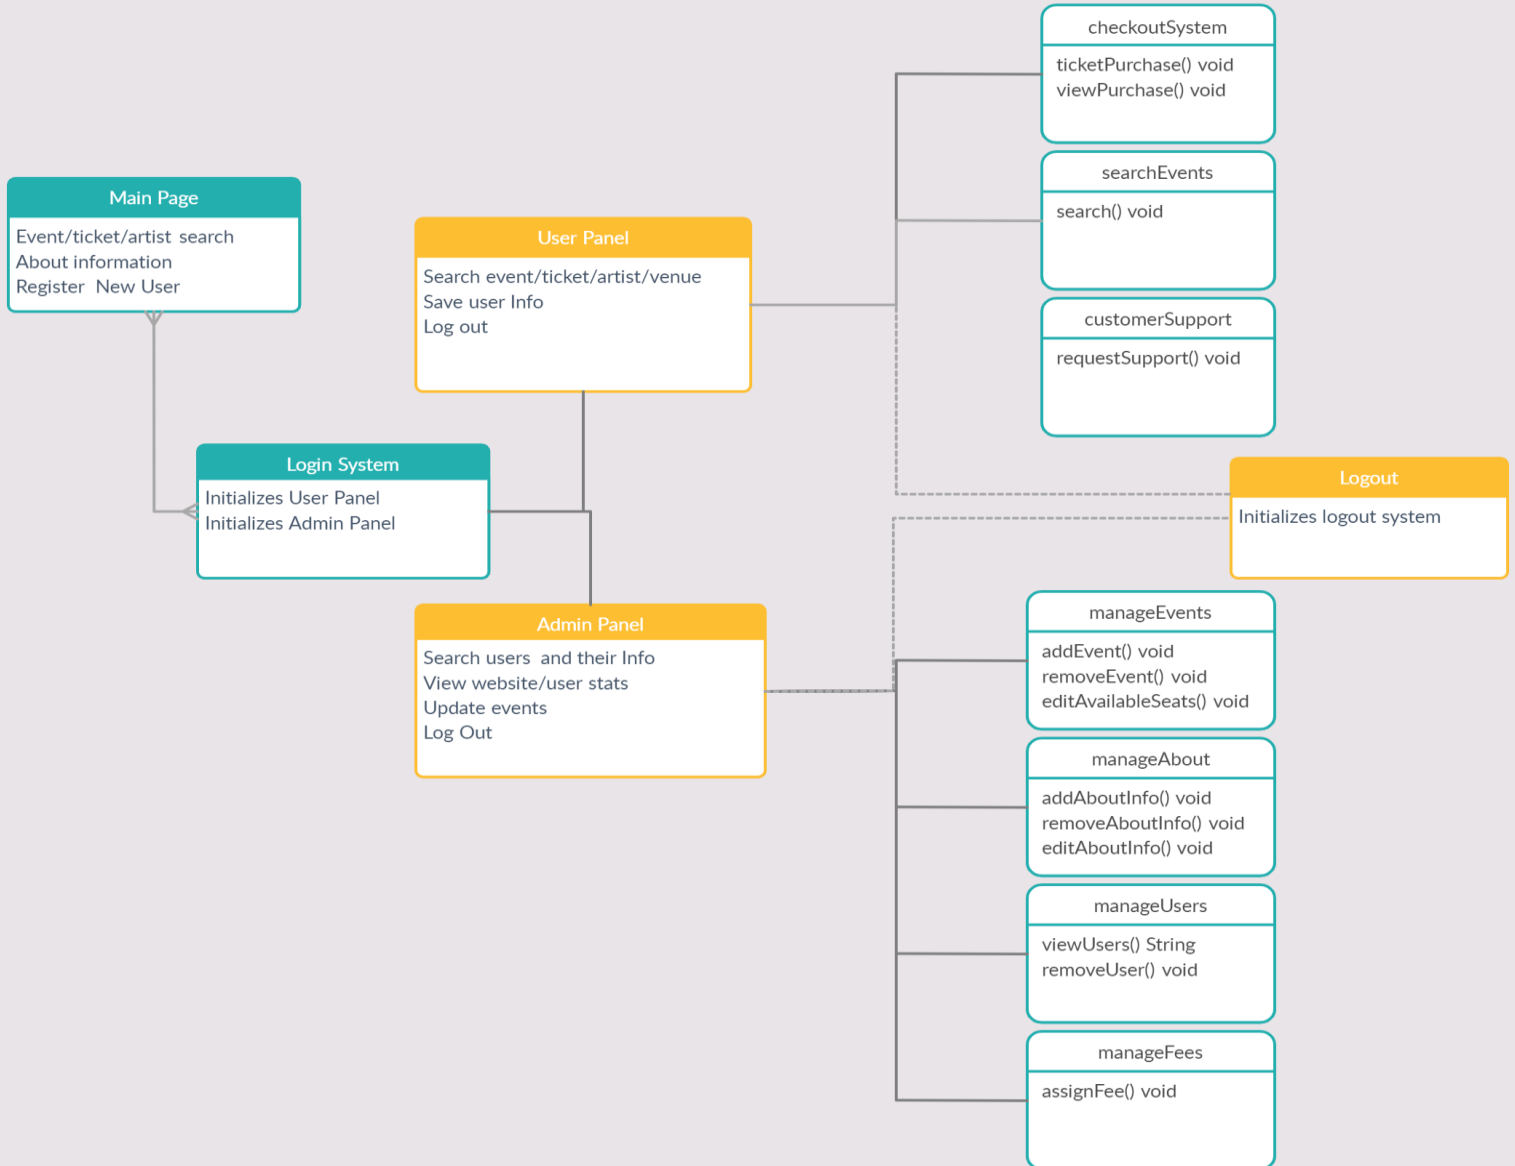 checkoutSystem
ticketPurchase() void
viewPurchase() void
searchEvents
search() void
customerSupport
requestSupport() void
Main Page
Event/ticket/artist search
About information
Register New User
User Panel
Search event/ticket/artist/venue
Save user Info
Log out
Login System
Initializes User Panel
Initializes Admin Panel
Logout
Initializes logout system
Admin Panel
Search users and their Info
View website/user stats
Update events
Log Out
manageEvents
addEvent() void
removeEvent() void
editAvailableSeats() void
manageAbout
addAboutInfo() void
removeAboutInfo() void
editAboutInfo() void
manageUsers
viewUsers() String
removeUser() void
manageFees
assignFee() void